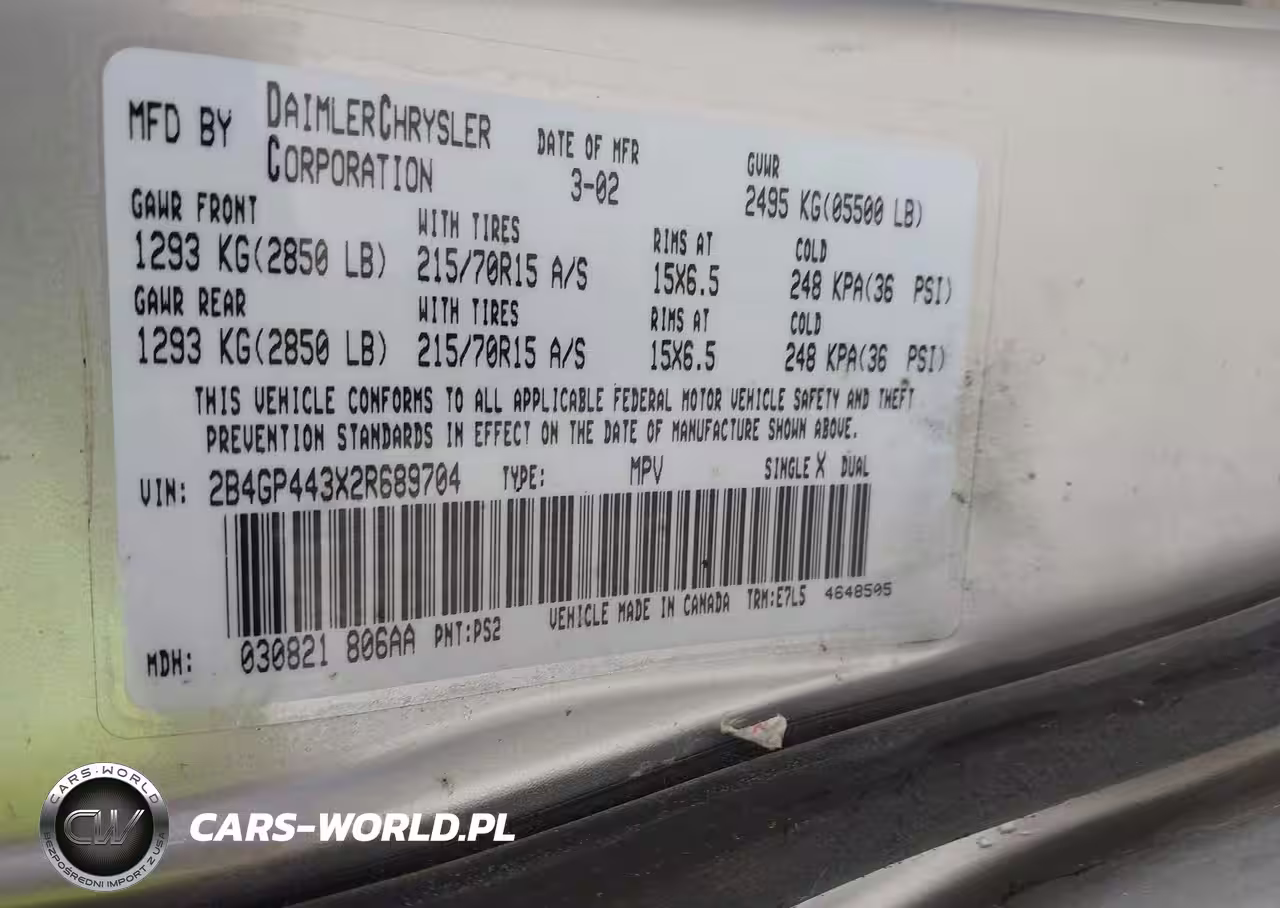 MFD BY DAIMLERCHRYSLER CORPORATION
DATE OF MFR 3-02
GVWR 2495 KG(05500 LB)
GAWR FRONT WITH TIRES RIMS AT COLD
1293 KG(2850 LB) 215/70R15 A/S 15X6.5 248 KPA(36 PSI)
GAWR REAR WITH TIRES RIMS AT COLD
1293 KG(2850 LB) 215/70R15 A/S 15X6.5 248 KPA(36 PSI)
THIS VEHICLE CONFORMS TO ALL APPLICABLE FEDERAL MOTOR VEHICLE SAFETY AND THEFT
PREVENTION STANDARDS IN EFFECT ON THE DATE OF MANUFACTURE SHOWN ABOVE.
VIN: 2B4GP443X2R689704 TYPE: MPV SINGLE X DUAL
MDH: 030821 806AA PNT:PS2 VEHICLE MADE IN CANADA TRM:E7L5 4648505
CARS-WORLD
CW
BEZPOŚREDNI IMPORT Z USA
CARS-WORLD.PL